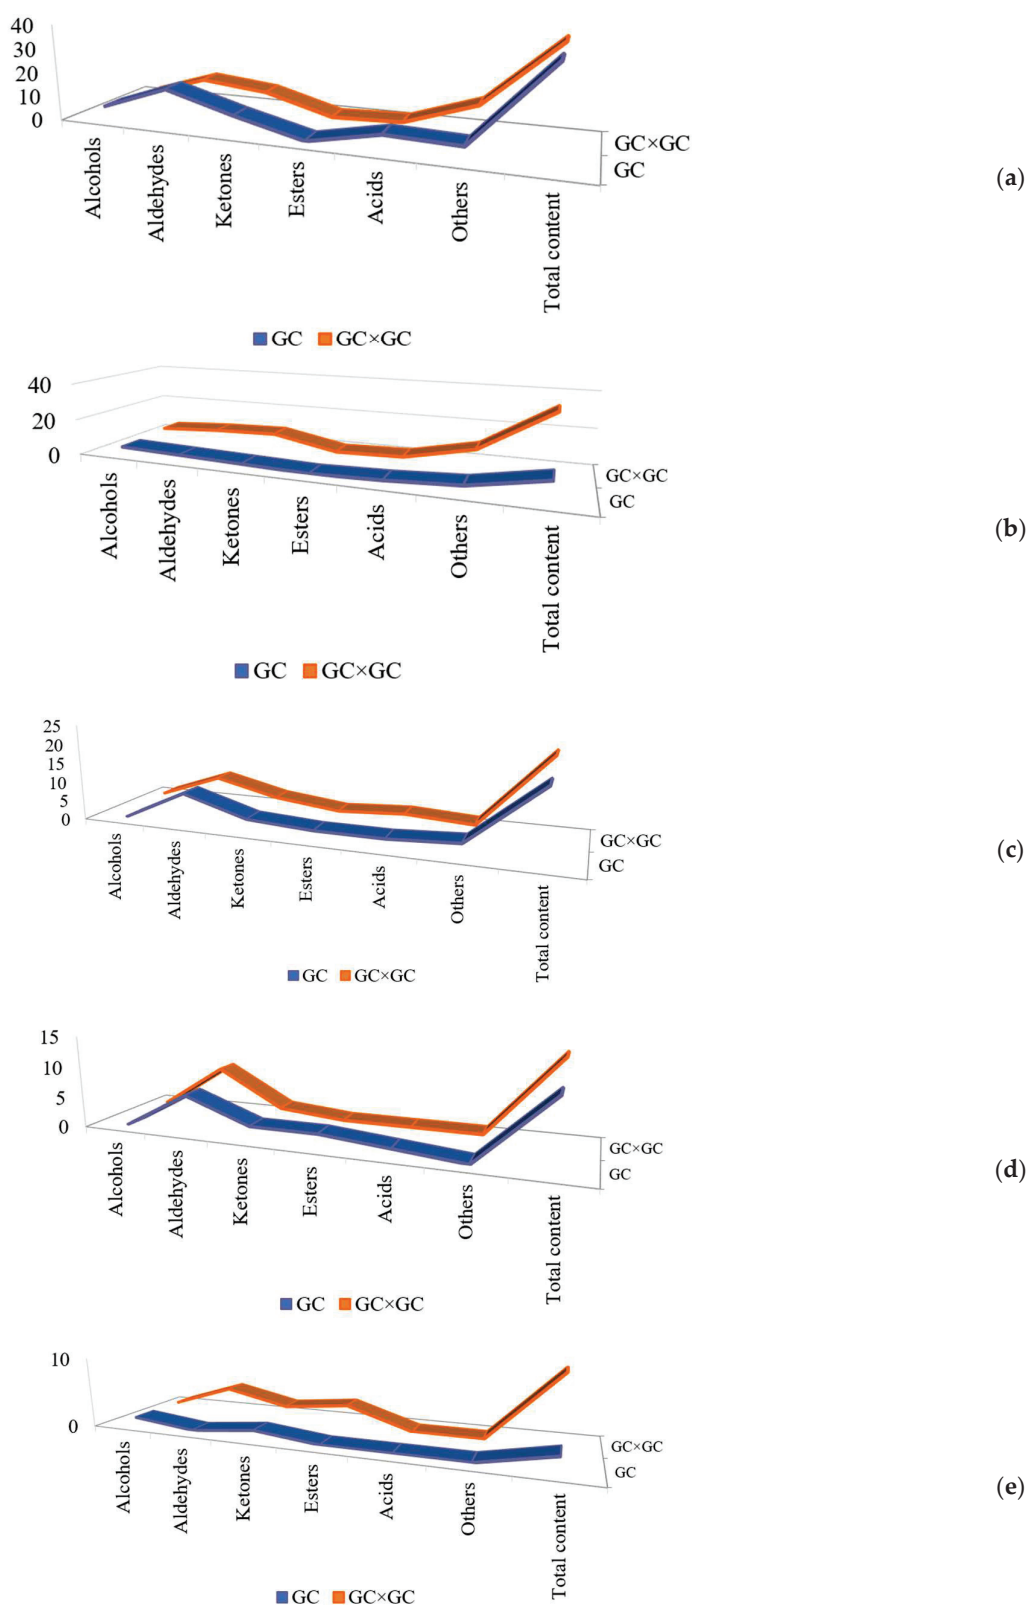 40
30
20
10
0
GC×GC
GC
Alcohols
Aldehydes
Ketones
Esters
Acids
Others
Total content
GC GC×GC
(a)
40
20
0
GC×GC
GC
Alcohols
Aldehydes
Ketones
Esters
Acids
Others
Total content
GC GC×GC
(b)
25
20
15
10
5
0
GC×GC
GC
Alcohols
Aldehydes
Ketones
Esters
Acids
Others
Total content
GC GC×GC
(c)
15
10
5
0
GC×GC
GC
Alcohols
Aldehydes
Ketones
Esters
Acids
Others
Total content
GC GC×GC
(d)
10
0
GC×GC
GC
Alcohols
Aldehydes
Ketones
Esters
Acids
Others
Total content
GC GC×GC
(e)